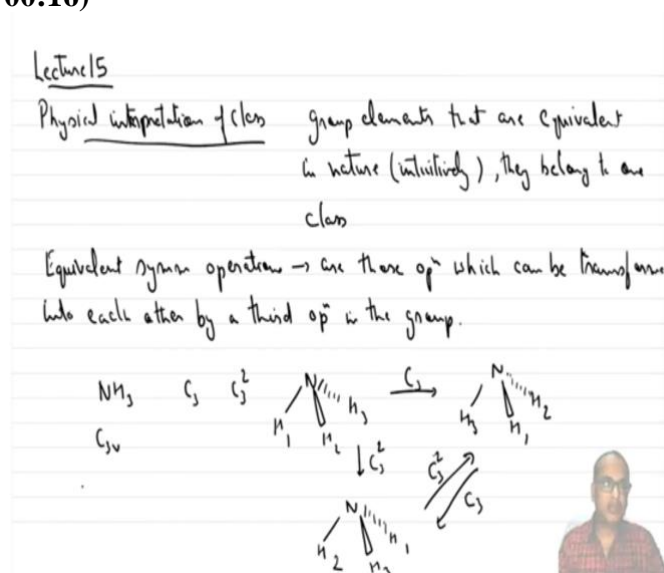 00:16)
Lecture 15
Physical interpretation of class group elements that are equivalent
in nature (intuitively), they belong to one
class
Equivalent symm operation → are those opⁿ which can be transform
into each other by a third opⁿ in the group.
NH₃ C₃ C₃² N H₁ H₂ H₃ C₃ → N H₃ H₁ H₂
C₃ᵥ
↓ C₃² C₃² C₃
N H₂ H₃ H₁